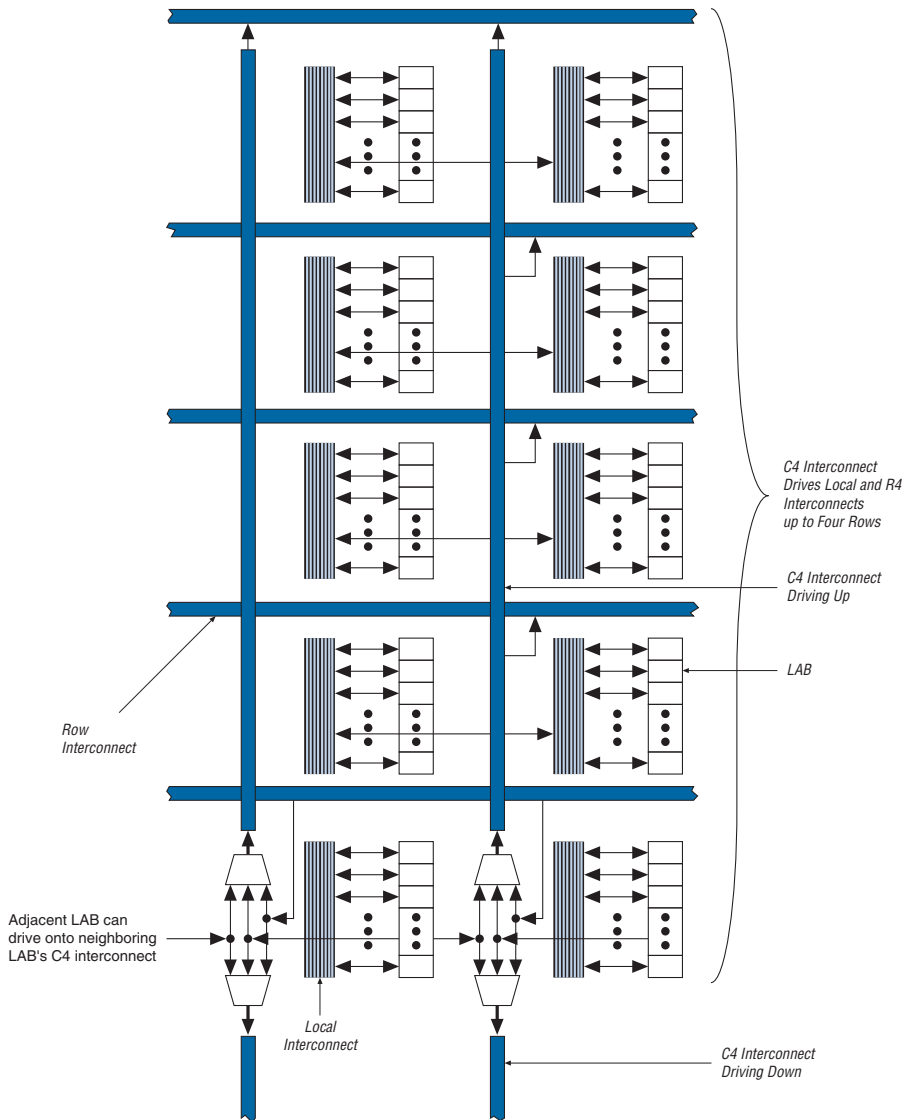 C4 Interconnect
Drives Local and R4
Interconnects
up to Four Rows
C4 Interconnect
Driving Up
LAB
Row
Interconnect
Adjacent LAB can
drive onto neighboring
LAB's C4 interconnect
Local
Interconnect
C4 Interconnect
Driving Down